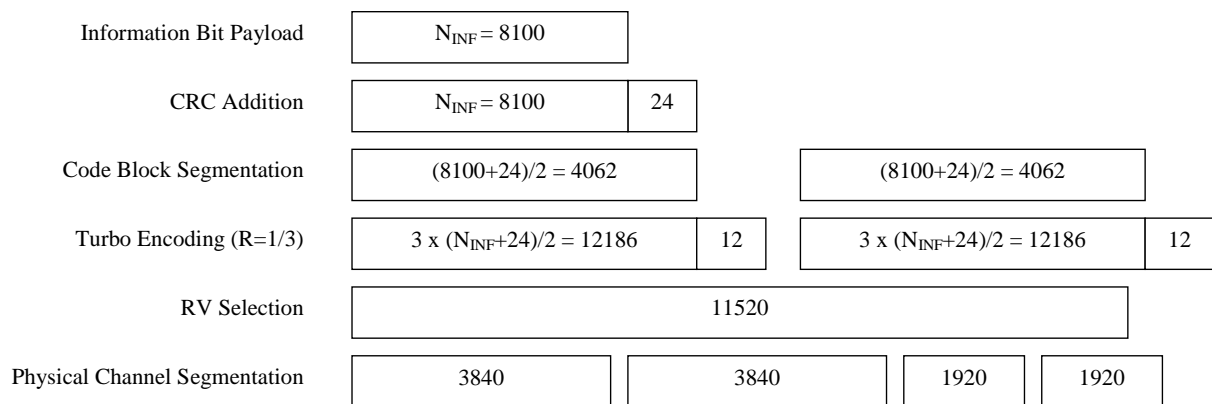 Information Bit Payload N_INF = 8100
CRC Addition N_INF = 8100 24
Code Block Segmentation (8100+24)/2 = 4062 (8100+24)/2 = 4062
Turbo Encoding (R=1/3) 3 x (N_INF+24)/2 = 12186 12 3 x (N_INF+24)/2 = 12186 12
RV Selection 11520
Physical Channel Segmentation 3840 3840 1920 1920